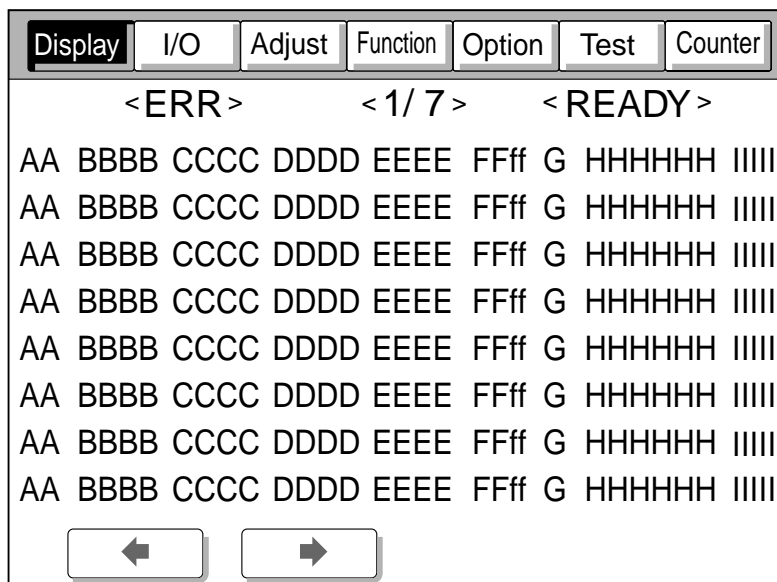 Display I/O Adjust Function Option Test Counter
<ERR> <1/ 7> <READY>
AA BBBB CCCC DDDD EEEE FFff G HHHHHH IIIII
AA BBBB CCCC DDDD EEEE FFff G HHHHHH IIIII
AA BBBB CCCC DDDD EEEE FFff G HHHHHH IIIII
AA BBBB CCCC DDDD EEEE FFff G HHHHHH IIIII
AA BBBB CCCC DDDD EEEE FFff G HHHHHH IIIII
AA BBBB CCCC DDDD EEEE FFff G HHHHHH IIIII
AA BBBB CCCC DDDD EEEE FFff G HHHHHH IIIII
AA BBBB CCCC DDDD EEEE FFff G HHHHHH IIIII